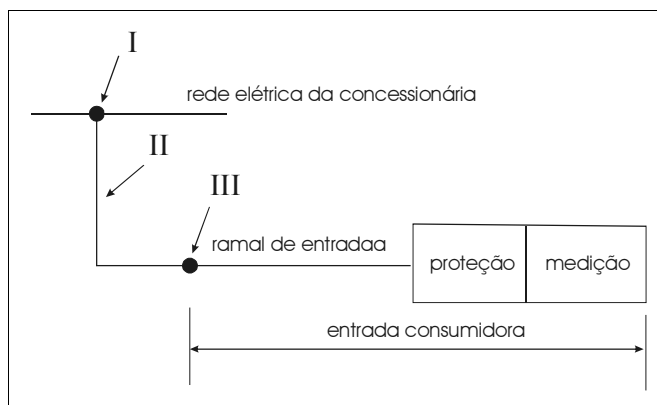 I
rede elétrica da concessionária
II
III
ramal de entradaa
proteção
medição
entrada consumidora